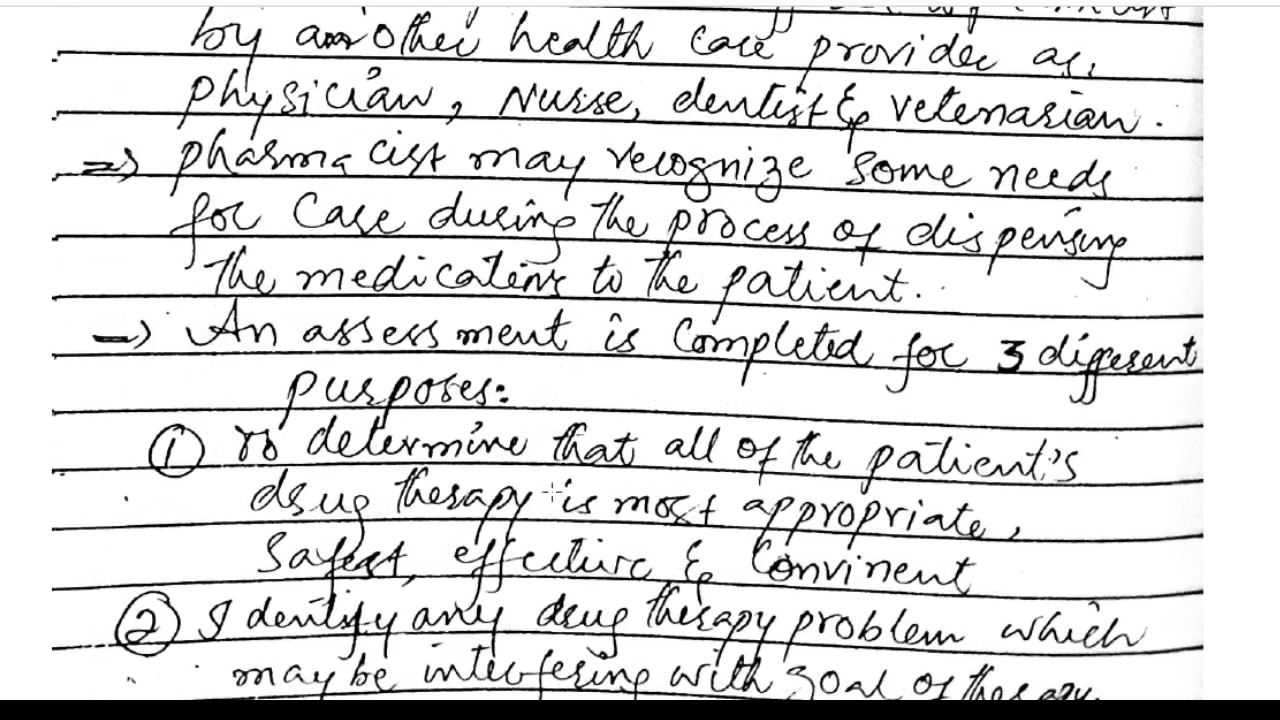 by another health care provider as,
physician, Nurse, dentist & vetenarian.
=> pharmacist may recognize some needs
for Care during the process of dispensing
the medications to the patient.
-> An assessment is Completed for 3 different
purposes:
① To determine that all of the patient's
drug therapy is most appropriate,
Safest, effective & Convinent
② Identify any drug therapy problem which
may be interfering with goal of therapy.